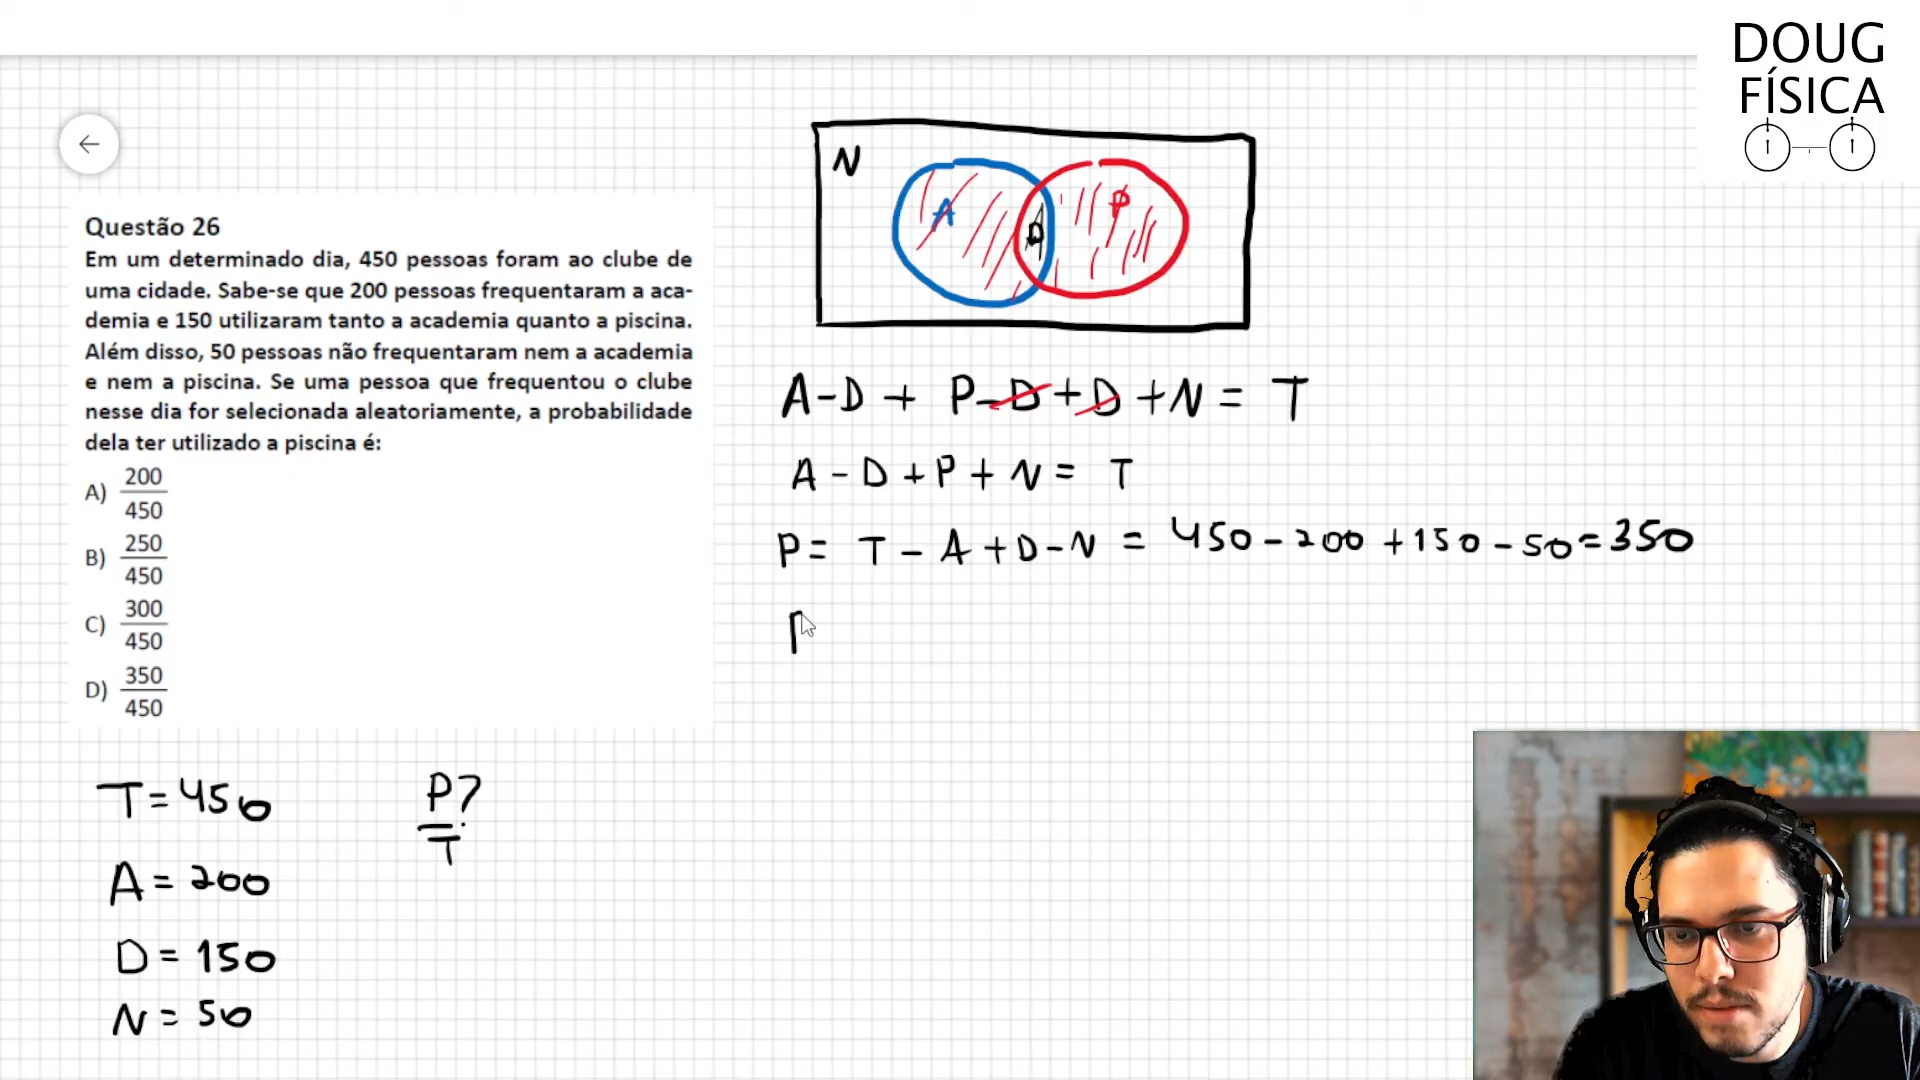 DOUG
FÍSICA
Questão 26
Em um determinado dia, 450 pessoas foram ao clube de
uma cidade. Sabe-se que 200 pessoas frequentaram a aca-
demia e 150 utilizaram tanto a academia quanto a piscina.
Além disso, 50 pessoas não frequentaram nem a academia
e nem a piscina. Se uma pessoa que frequentou o clube
nesse dia for selecionada aleatoriamente, a probabilidade
dela ter utilizado a piscina é:
A) 200/450
B) 250/450
C) 300/450
D) 350/450
T = 450
A = 200
D = 150
N = 50
P?
T
N
A D P
A - D + P - D + D + N = T
A - D + P + N = T
P = T - A + D - N = 450 - 200 + 150 - 50 = 350